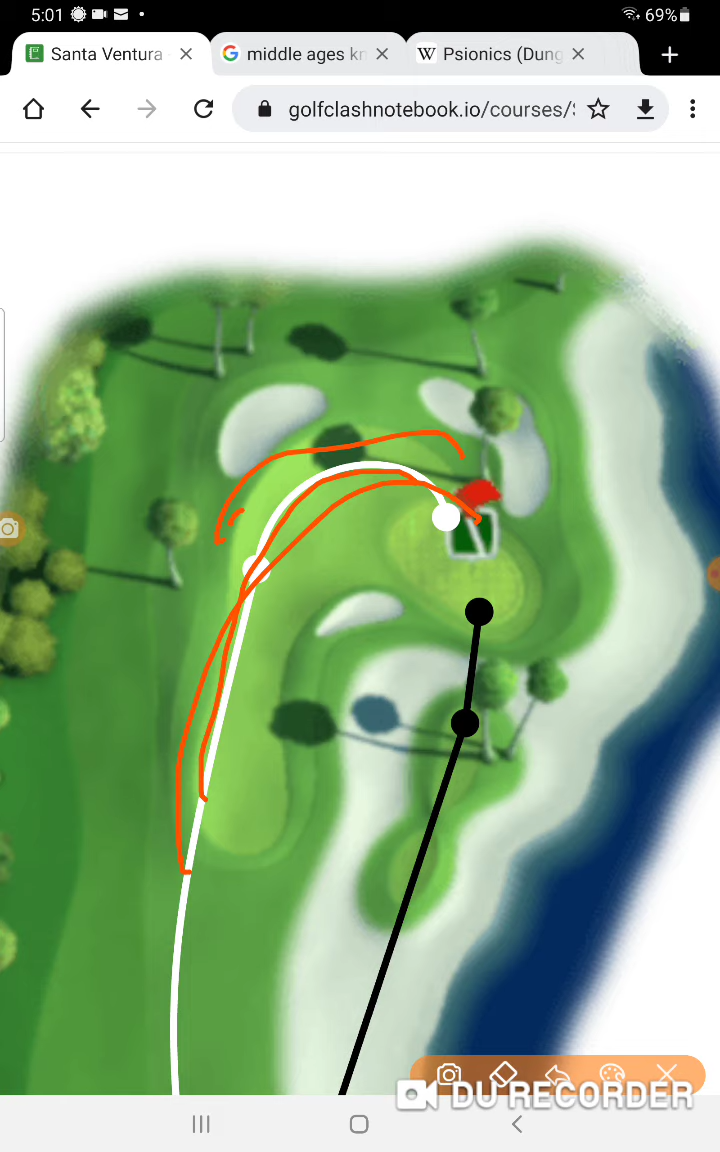 5:01 69%
Santa Ventura middle ages kn W Psionics (Dung
golfclashnotebook.io/courses/S
DU RECORDER